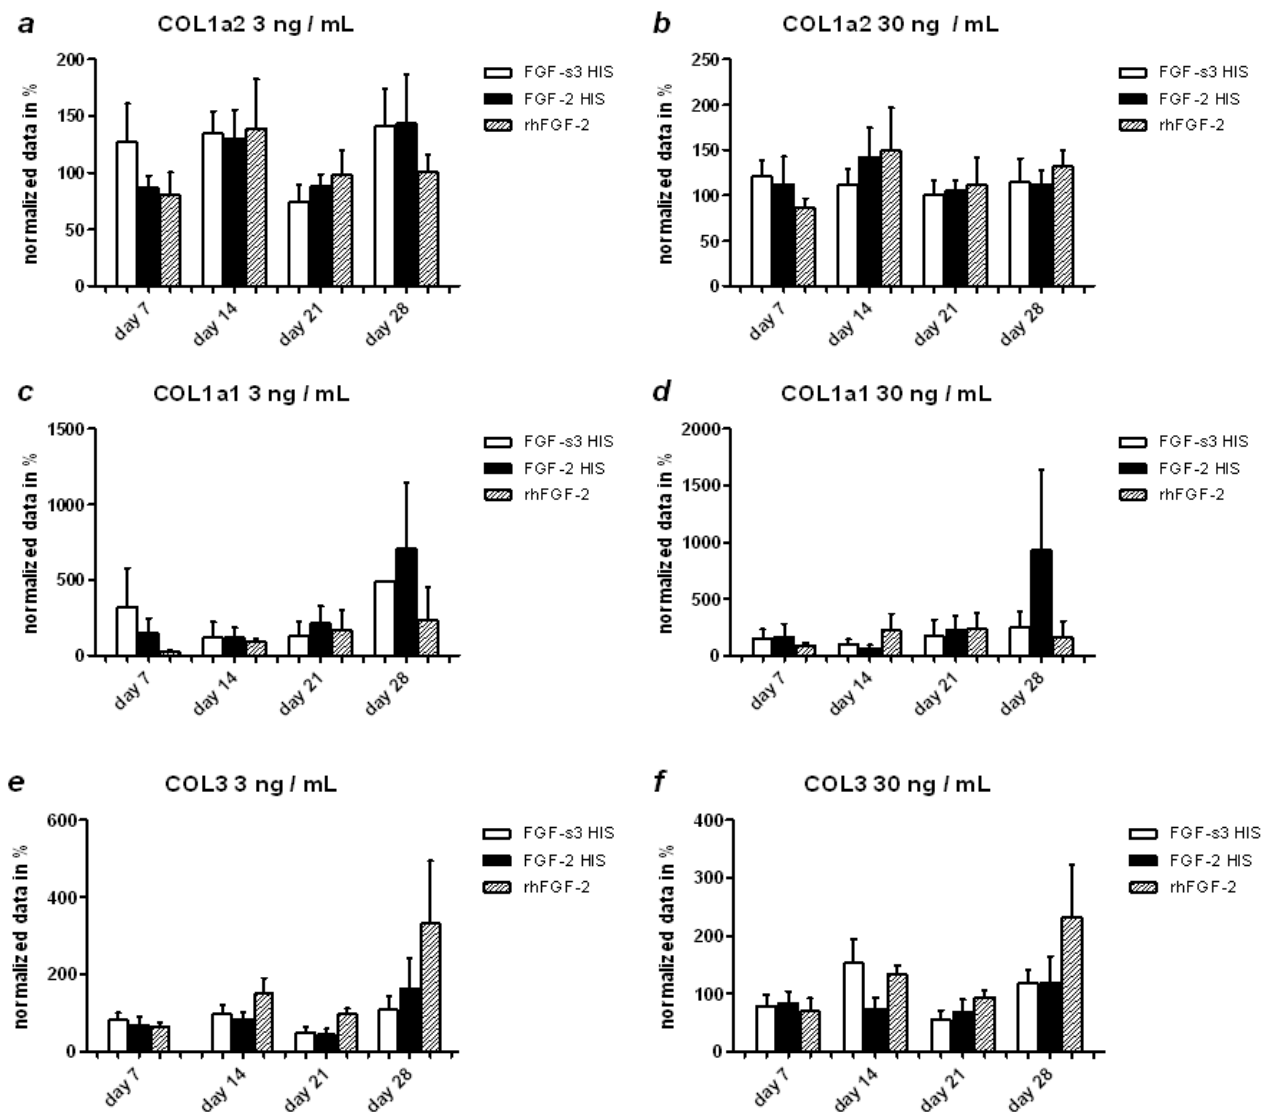 a
COL1a2 3 ng / mL
normalized data in %
200
150
100
50
0
day 7
day 14
day 21
day 28
FGF-s3 HIS
FGF-2 HIS
rhFGF-2
b
COL1a2 30 ng / mL
normalized data in %
250
200
150
100
50
0
day 7
day 14
day 21
day 28
FGF-s3 HIS
FGF-2 HIS
rhFGF-2
c
COL1a1 3 ng / mL
normalized data in %
1500
1000
500
0
day 7
day 14
day 21
day 28
FGF-s3 HIS
FGF-2 HIS
rhFGF-2
d
COL1a1 30 ng / mL
normalized data in %
2000
1500
1000
500
0
day 7
day 14
day 21
day 28
FGF-s3 HIS
FGF-2 HIS
rhFGF-2
e
COL3 3 ng / mL
normalized data in %
600
400
200
0
day 7
day 14
day 21
day 28
FGF-s3 HIS
FGF-2 HIS
rhFGF-2
f
COL3 30 ng / mL
normalized data in %
400
300
200
100
0
day 7
day 14
day 21
day 28
FGF-s3 HIS
FGF-2 HIS
rhFGF-2